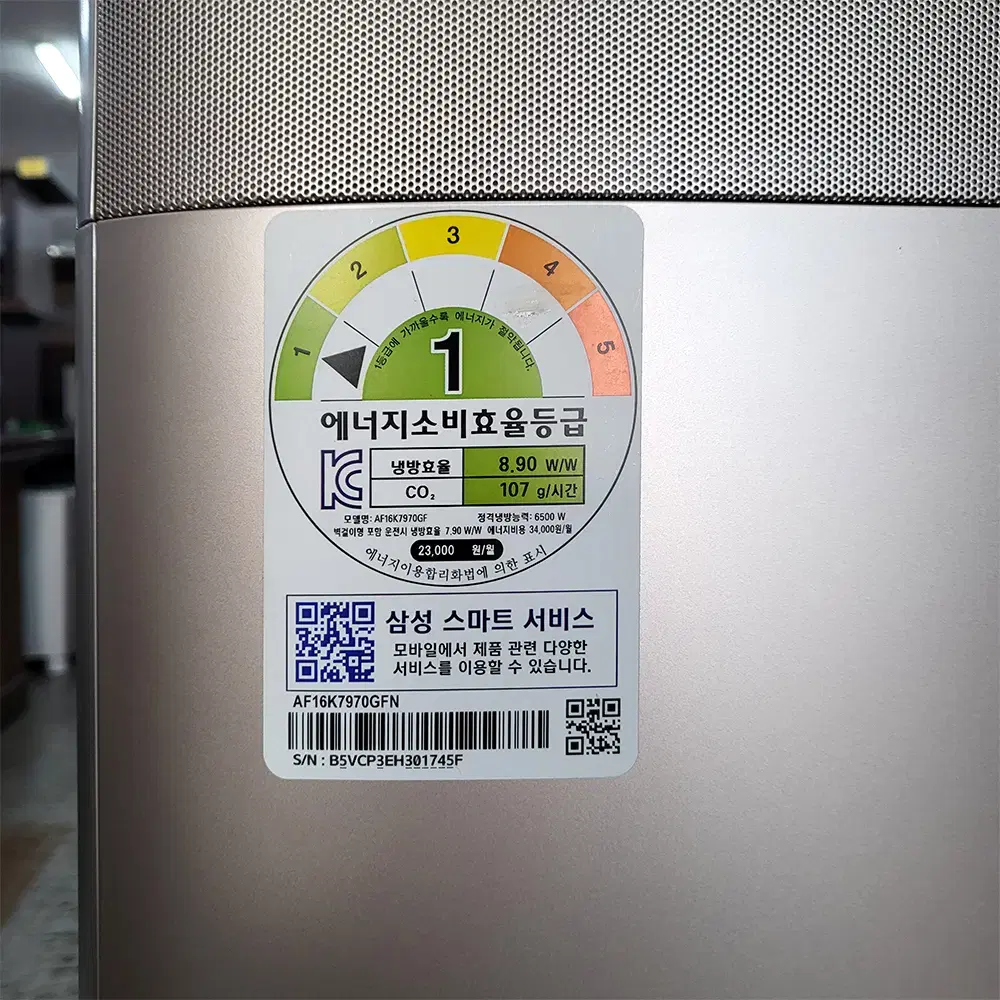 1 2 3 4 5
1등급에 가까울수록 에너지가 절약됩니다.
1
에너지소비효율등급
냉방효율 8.90 W/W
CO₂ 107 g/시간
모델명: AF16K7970GF 정격냉방능력: 6500 W
벽걸이형 포함 운전시 냉방효율 7.90 W/W 에너지비용 34,000원/월
23,000 원/월
에너지이용합리화법에 의한 표시
삼성 스마트 서비스
모바일에서 제품 관련 다양한
서비스를 이용할 수 있습니다.
AF16K7970GFN
S/N : B5VCP3EH301745F